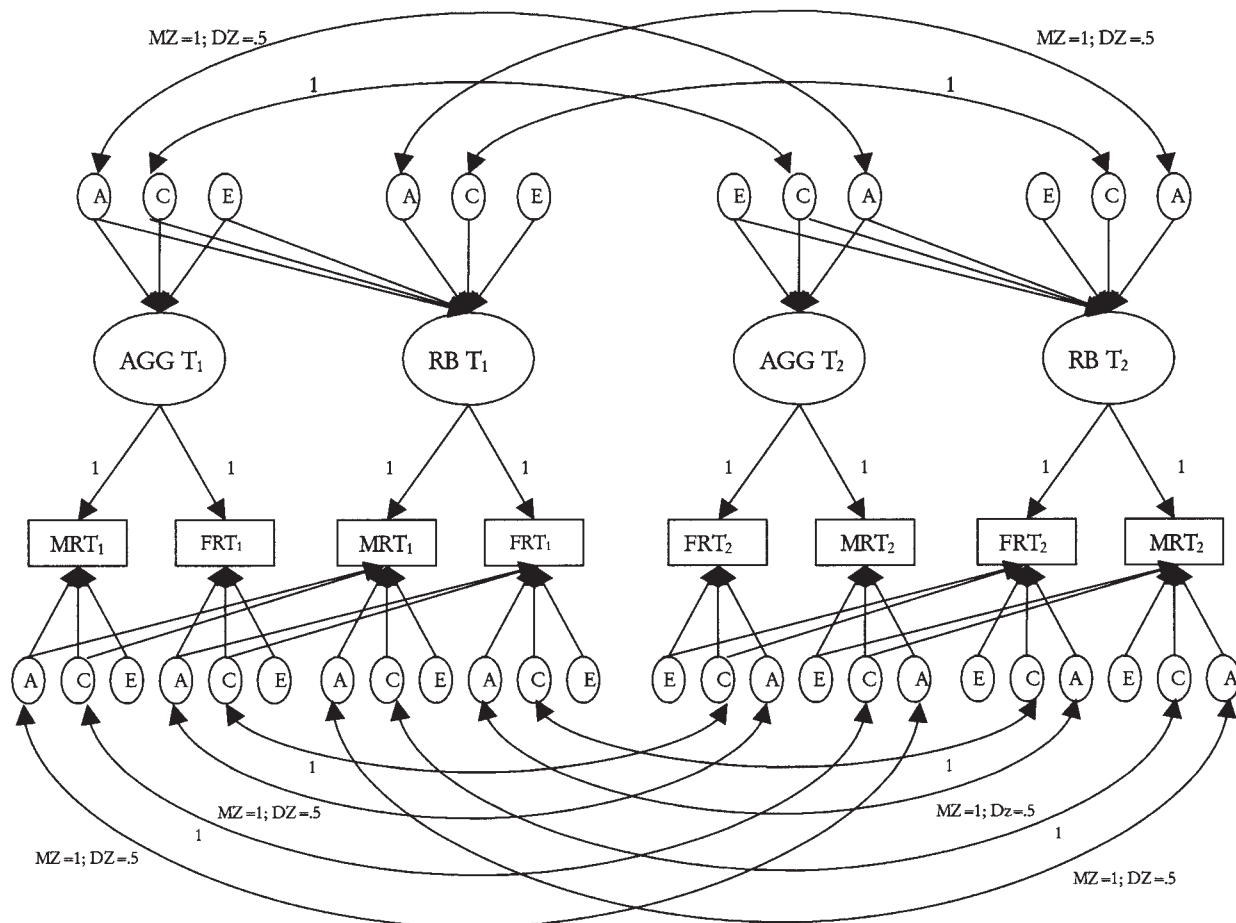 MZ=1; DZ=.5 MZ=1; DZ=.5
1 1
A C E A C E E C A E C A
AGG T₁ RB T₁ AGG T₂ RB T₂
1 1 1 1 1 1 1 1
MRT₁ FRT₁ MRT₁ FRT₁ FRT₂ MRT₂ FRT₂ MRT₂
A C E A C E A C E A C E E C A E C A E C A E C A
1 1
MZ=1; DZ=.5 MZ=1; Dz=.5
1 1
MZ=1; DZ=.5 MZ=1; DZ=.5